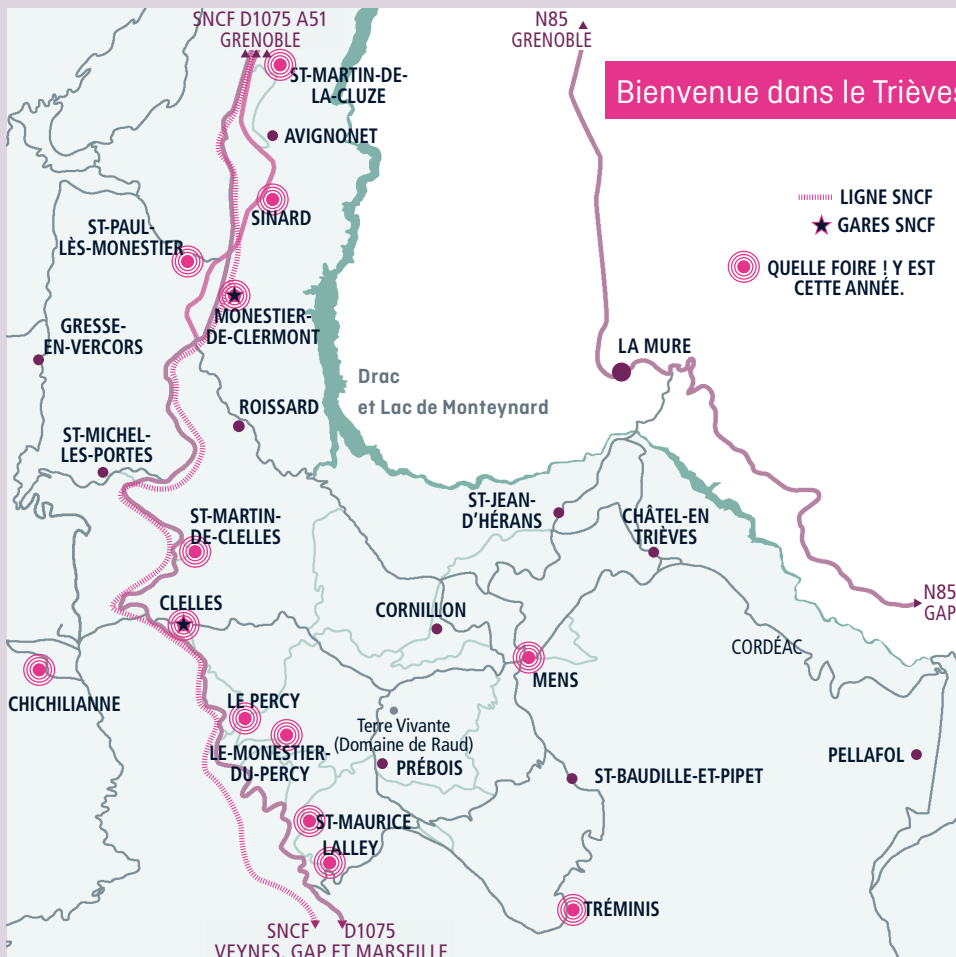 SNCF D1075 A51
GRENOBLE
N85
GRENOBLE
ST-MARTIN-DE-
LA-CLUZE
Bienvenue dans le Trièves
AVIGNONET
LIGNE SNCF
GARES SNCF
SINARD
ST-PAUL-
LÈS-MONESTIER
QUELLE FOIRE ! Y EST
CETTE ANNÉE.
MONESTIER-
DE-CLERMONT
GRESSE-
EN-VERCORS
LA MURE
Drac
et Lac de Monteynard
ROISSARD
ST-MICHEL-
LES-PORTES
ST-JEAN-
D'HÉRANS
ST-MARTIN-
DE-CLELLES
CHÂTEL-EN
TRIÈVES
CLELLES
CORNILLON
N85
GAP
CORDÉAC
MENS
CHICHILIANNE
LE PERCY
Terre Vivante
(Domaine de Raud)
LE-MONESTIER-
DU-PERCY
PRÉBOIS
ST-BAUDILLE-ET-PIPET
PELLAFOL
ST-MAURICE
LALLEY
TRÉMINIS
SNCF
D1075
VEYNES, GAP ET MARSEILLE